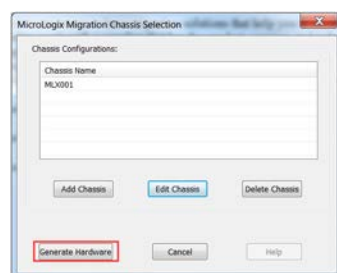 MicroLogix Migration Chassis Selection
Chassis Configurations:
Chassis Name
MLX001
Add Chassis Edit Chassis Delete Chassis
Generate Hardware Cancel Help